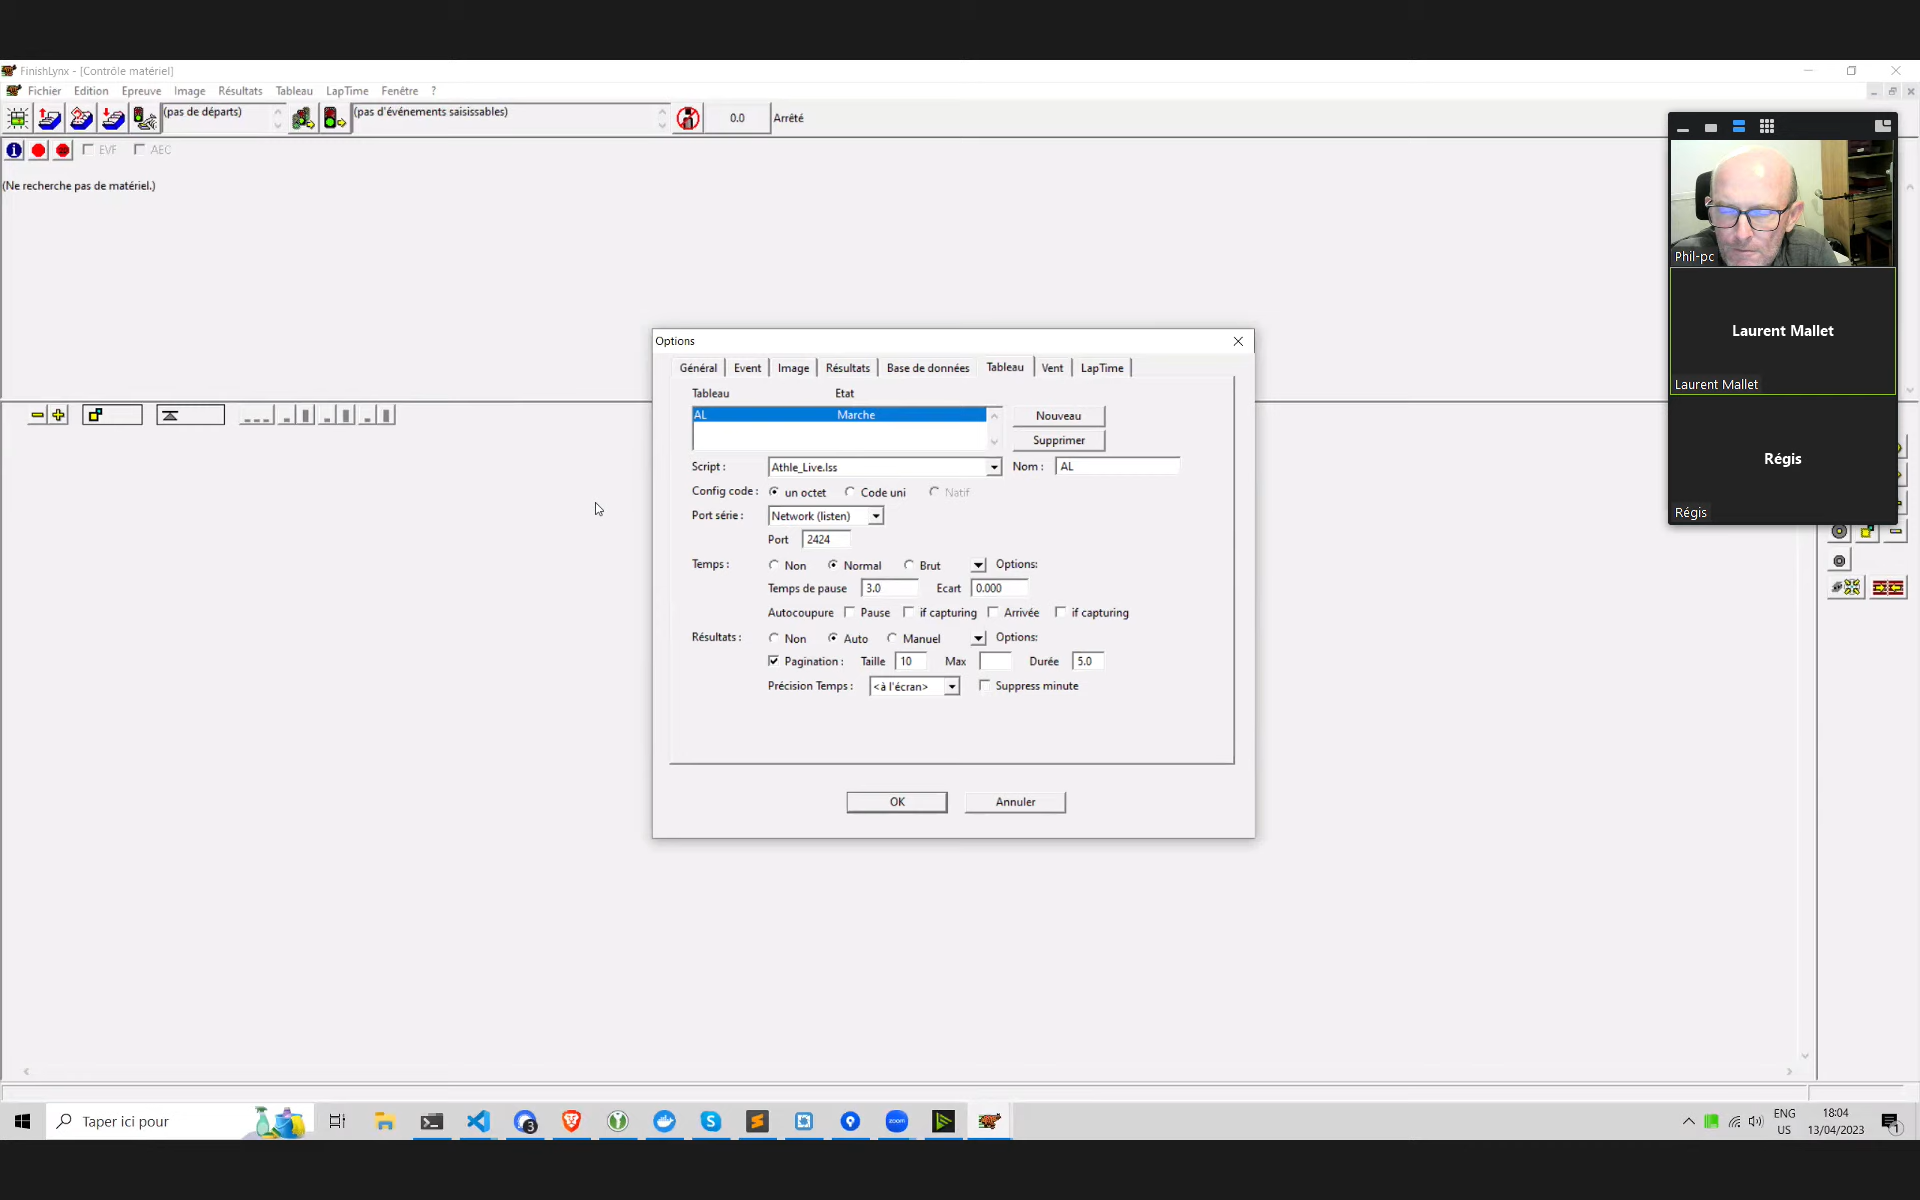 FinishLynx - [Contrôle matériel]
Fichier Edition Epreuve Image Résultats Tableau LapTime Fenêtre ?
(pas de départs) (pas d'événements saisissables) 0.0 Arrêté
EVF AEC
(Ne recherche pas de matériel.)
Phil-pc
Laurent Mallet
Laurent Mallet
Régis
Régis
Options
Général Event Image Résultats Base de données Tableau Vent LapTime
Tableau Etat
AL Marche Nouveau
Supprimer
Script : Athle_Live.lss Nom : AL
Config code : un octet Code uni Natif
Port série : Network (listen)
Port 2424
Temps : Non Normal Brut Options:
Temps de pause 3.0 Ecart 0.000
Autocoupure Pause if capturing Arrivée if capturing
Résultats : Non Auto Manuel Options:
Pagination : Taille 10 Max Durée 5.0
Précision Temps : <à l'écran> Suppress minute
OK Annuler
Taper ici pour
3
zoom
ENG
US
18:04
13/04/2023
1